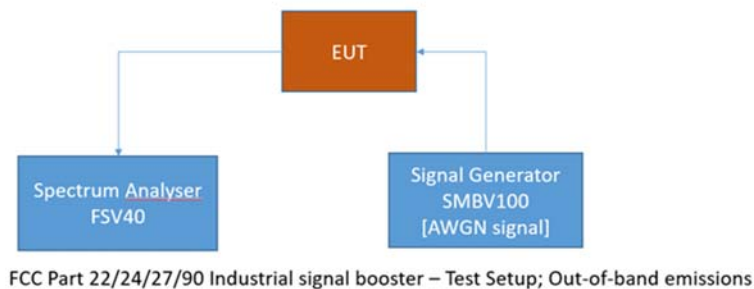 EUT
Spectrum Analyser
FSV40
Signal Generator
SMBV100
[AWGN signal]
FCC Part 22/24/27/90 Industrial signal booster – Test Setup; Out-of-band emissions